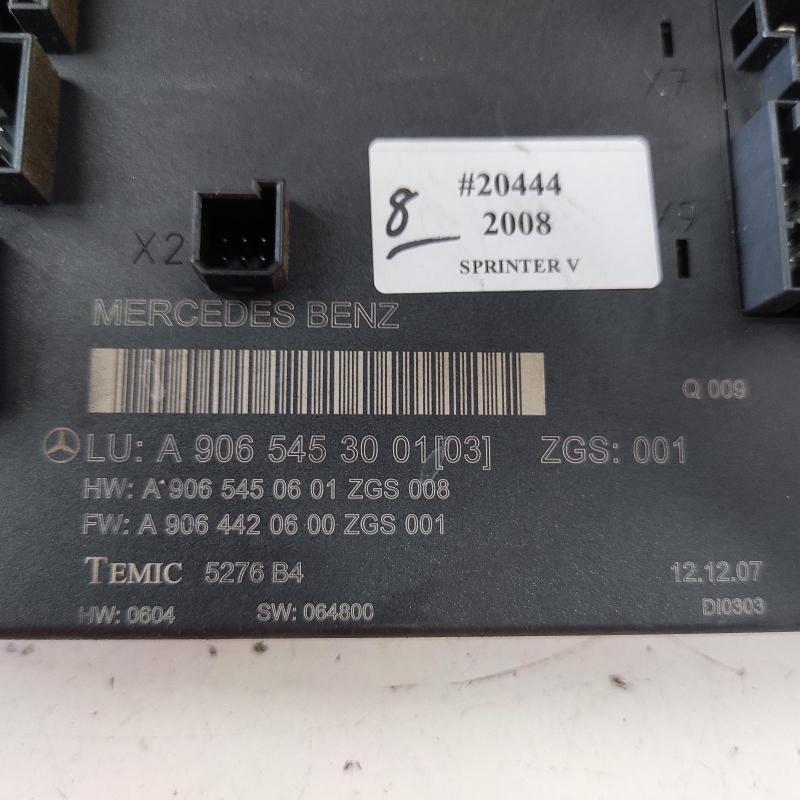 X7
#20444
8
2008
X9
SPRINTER V
X2
MERCEDES BENZ
Q 009
LU: A 906 545 30 01[03] ZGS: 001
HW: A 906 545 06 01 ZGS 008
FW: A 906 442 06 00 ZGS 001
TEMIC 5276 B4 12.12.07
HW: 0604 SW: 064800 DI0303